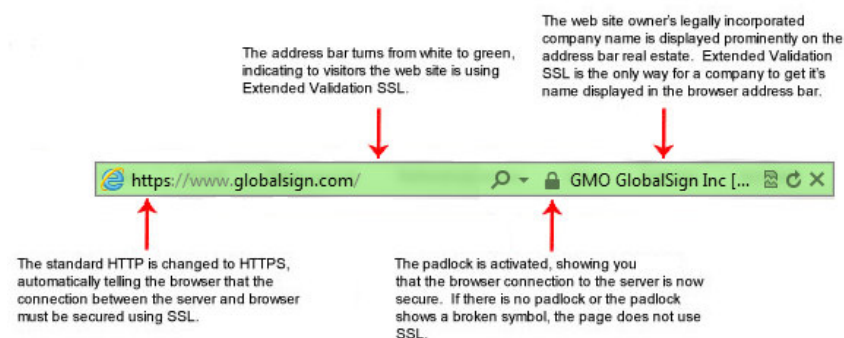 The web site owner's legally incorporated
company name is displayed prominently on the
address bar real estate. Extended Validation
SSL is the only way for a company to get it's
name displayed in the browser address bar.
The address bar turns from white to green,
indicating to visitors the web site is using
Extended Validation SSL.
https://www.globalsign.com/ GMO GlobalSign Inc [...
The standard HTTP is changed to HTTPS,
automatically telling the browser that the
connection between the server and browser
must be secured using SSL.
The padlock is activated, showing you
that the browser connection to the server is now
secure. If there is no padlock or the padlock
shows a broken symbol, the page does not use
SSL.